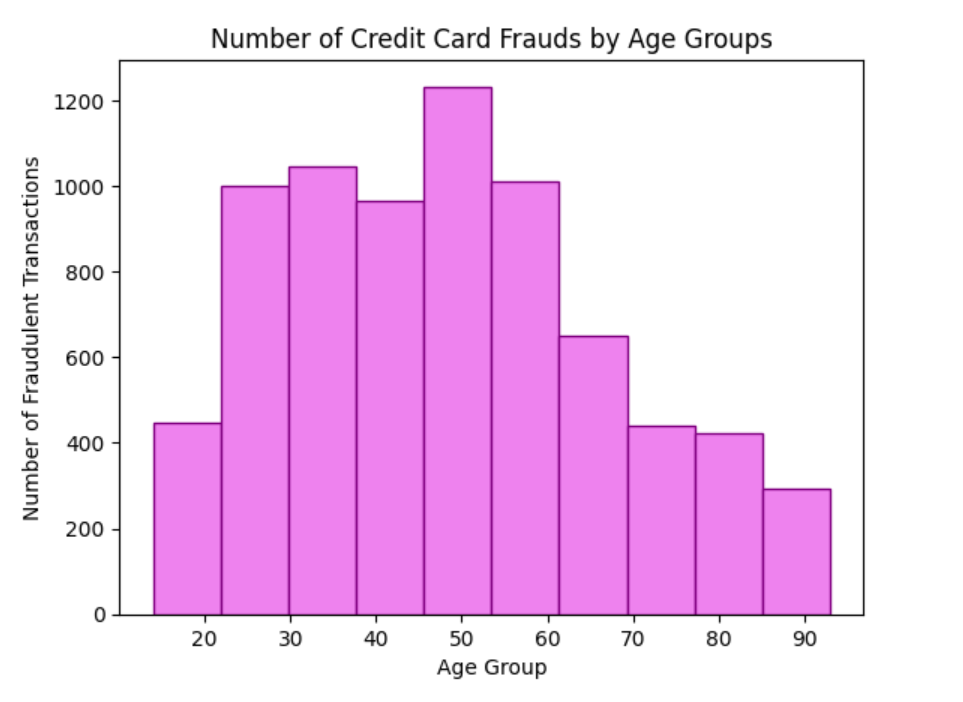 Number of Credit Card Frauds by Age Groups
Number of Fraudulent Transactions
1200
1000
800
600
400
200
0
20 30 40 50 60 70 80 90
Age Group